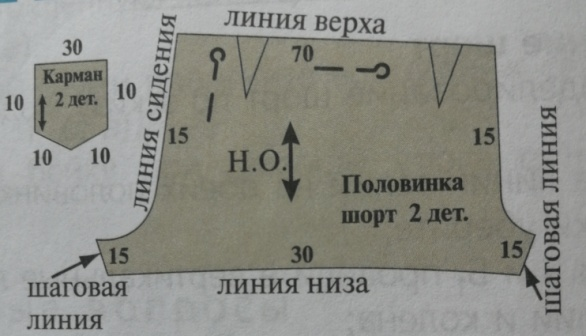 линия верха
30
70
Карман
2 дет.
10
10
10
10
линия сидения
15
15
Н.О.
Половинка
шорт 2 дет.
15
30
15
шаговая
линия
линия низа
шаговая линия